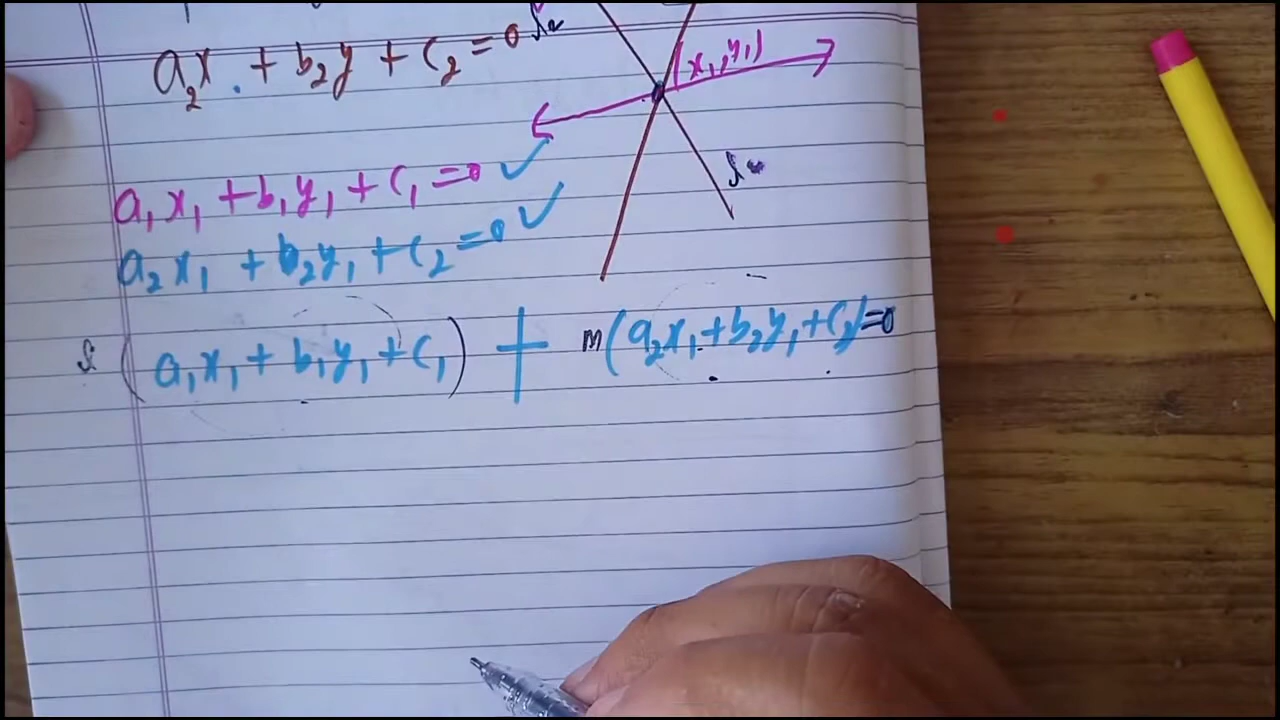 a₂x + b₂y + c₂ = 0
(x₁, y₁)
a₁x₁ + b₁y₁ + c₁ = 0
a₂x₁ + b₂y₁ + c₂ = 0
(a₁x₁ + b₁y₁ + c₁) + m(a₂x₁ + b₂y₁ + c₂) = 0